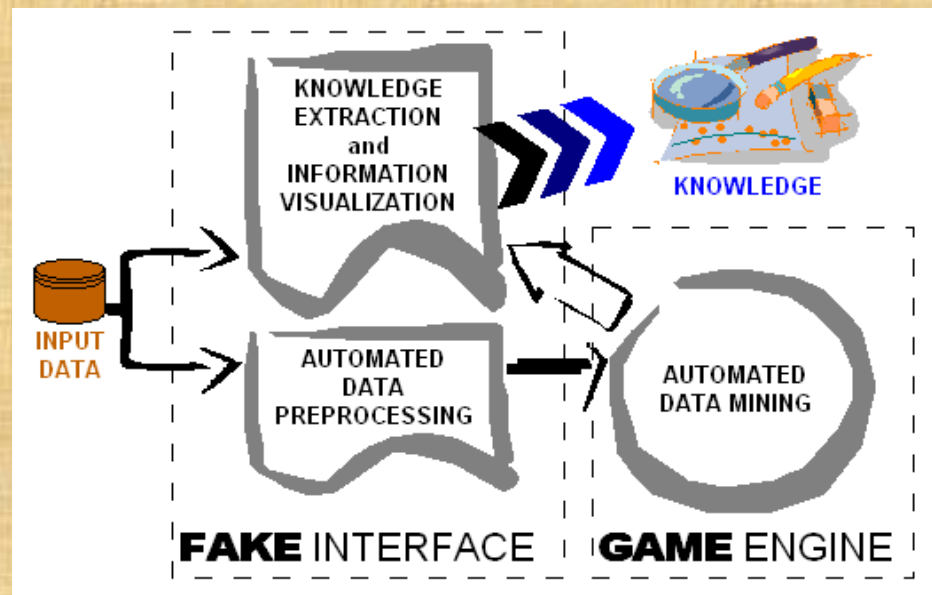 KNOWLEDGE
EXTRACTION
and
INFORMATION
VISUALIZATION
KNOWLEDGE
INPUT
DATA
AUTOMATED
DATA
PREPROCESSING
AUTOMATED
DATA MINING
FAKE INTERFACE
GAME ENGINE